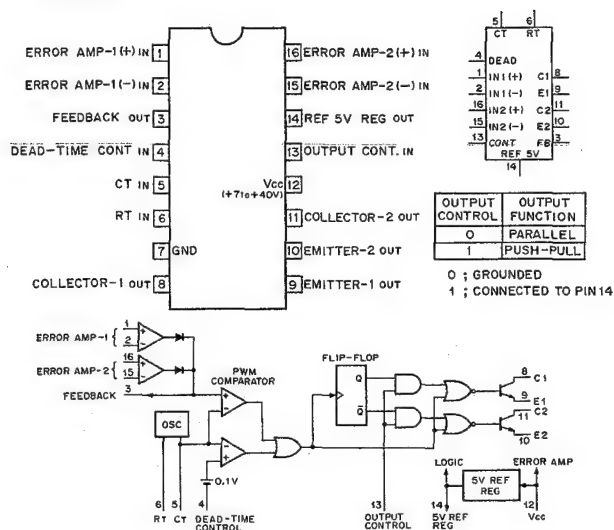 ERROR AMP-1(+) IN 1
16 ERROR AMP-2(+) IN
ERROR AMP-1(−) IN 2
15 ERROR AMP-2(−) IN
FEEDBACK OUT 3
14 REF 5V REG OUT
DEAD-TIME CONT IN 4
13 OUTPUT CONT. IN
CT IN 5
Vcc 12
(+7To+40V)
RT IN 6
11 COLLECTOR-2 OUT
7 GND
10 EMITTER-2 OUT
COLLECTOR-1 OUT 8
9 EMITTER-1 OUT
5 6
CT RT
4 DEAD
1 IN1 (+) C1 8
2 IN1 (−) E1 9
16 IN2 (+) C2 11
15 IN2 (−) E2 10
13 CONT. FB 3
REF 5V
14
OUTPUT CONTROL OUTPUT FUNCTION
0 PARALLEL
1 PUSH-PULL
0 ; GROUNDED
1 ; CONNECTED TO PIN 14
ERROR AMP-1 { 1 + 2 −
ERROR AMP-2 { 16 + 15 −
FEEDBACK 3
PWM
COMPARATOR
FLIP-FLOP
Q
Q̅
8 C1
9 E1
11 C2
10 E2
OSC
0.1V
6 5 4
RT CT DEAD-TIME
CONTROL
13
OUTPUT
CONTROL
LOGIC ERROR AMP
5V REF
REG
14 12
5V REF Vcc
REG